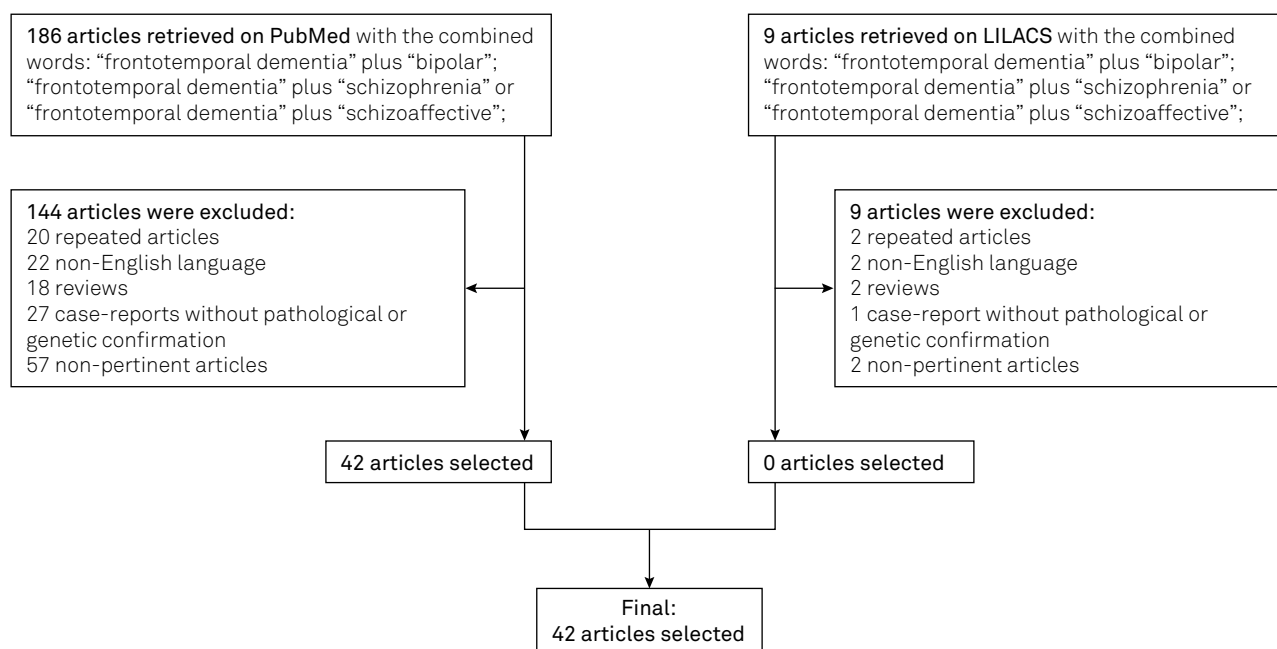 186 articles retrieved on PubMed with the combined
words: “frontotemporal dementia” plus “bipolar”;
“frontotemporal dementia” plus “schizophrenia” or
“frontotemporal dementia” plus “schizoaffective”;
9 articles retrieved on LILACS with the combined
words: “frontotemporal dementia” plus “bipolar”;
“frontotemporal dementia” plus “schizophrenia” or
“frontotemporal dementia” plus “schizoaffective”;
144 articles were excluded:
20 repeated articles
22 non-English language
18 reviews
27 case-reports without pathological or
genetic confirmation
57 non-pertinent articles
9 articles were excluded:
2 repeated articles
2 non-English language
2 reviews
1 case-report without pathological or
genetic confirmation
2 non-pertinent articles
42 articles selected
0 articles selected
Final:
42 articles selected